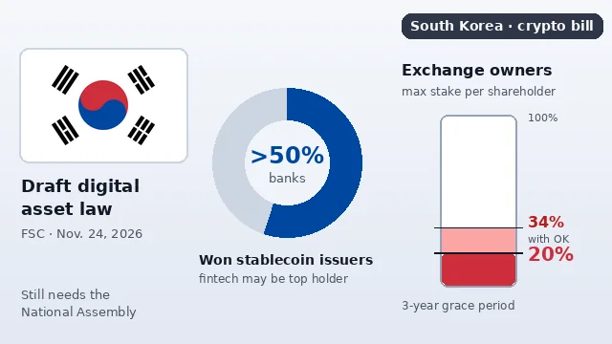 South Korea · crypto bill
Draft digital
asset law
FSC · Nov. 24, 2026
Still needs the
National Assembly
>50%
banks
Won stablecoin issuers
fintech may be top holder
Exchange owners
max stake per shareholder
100%
34%
with OK
20%
3-year grace period